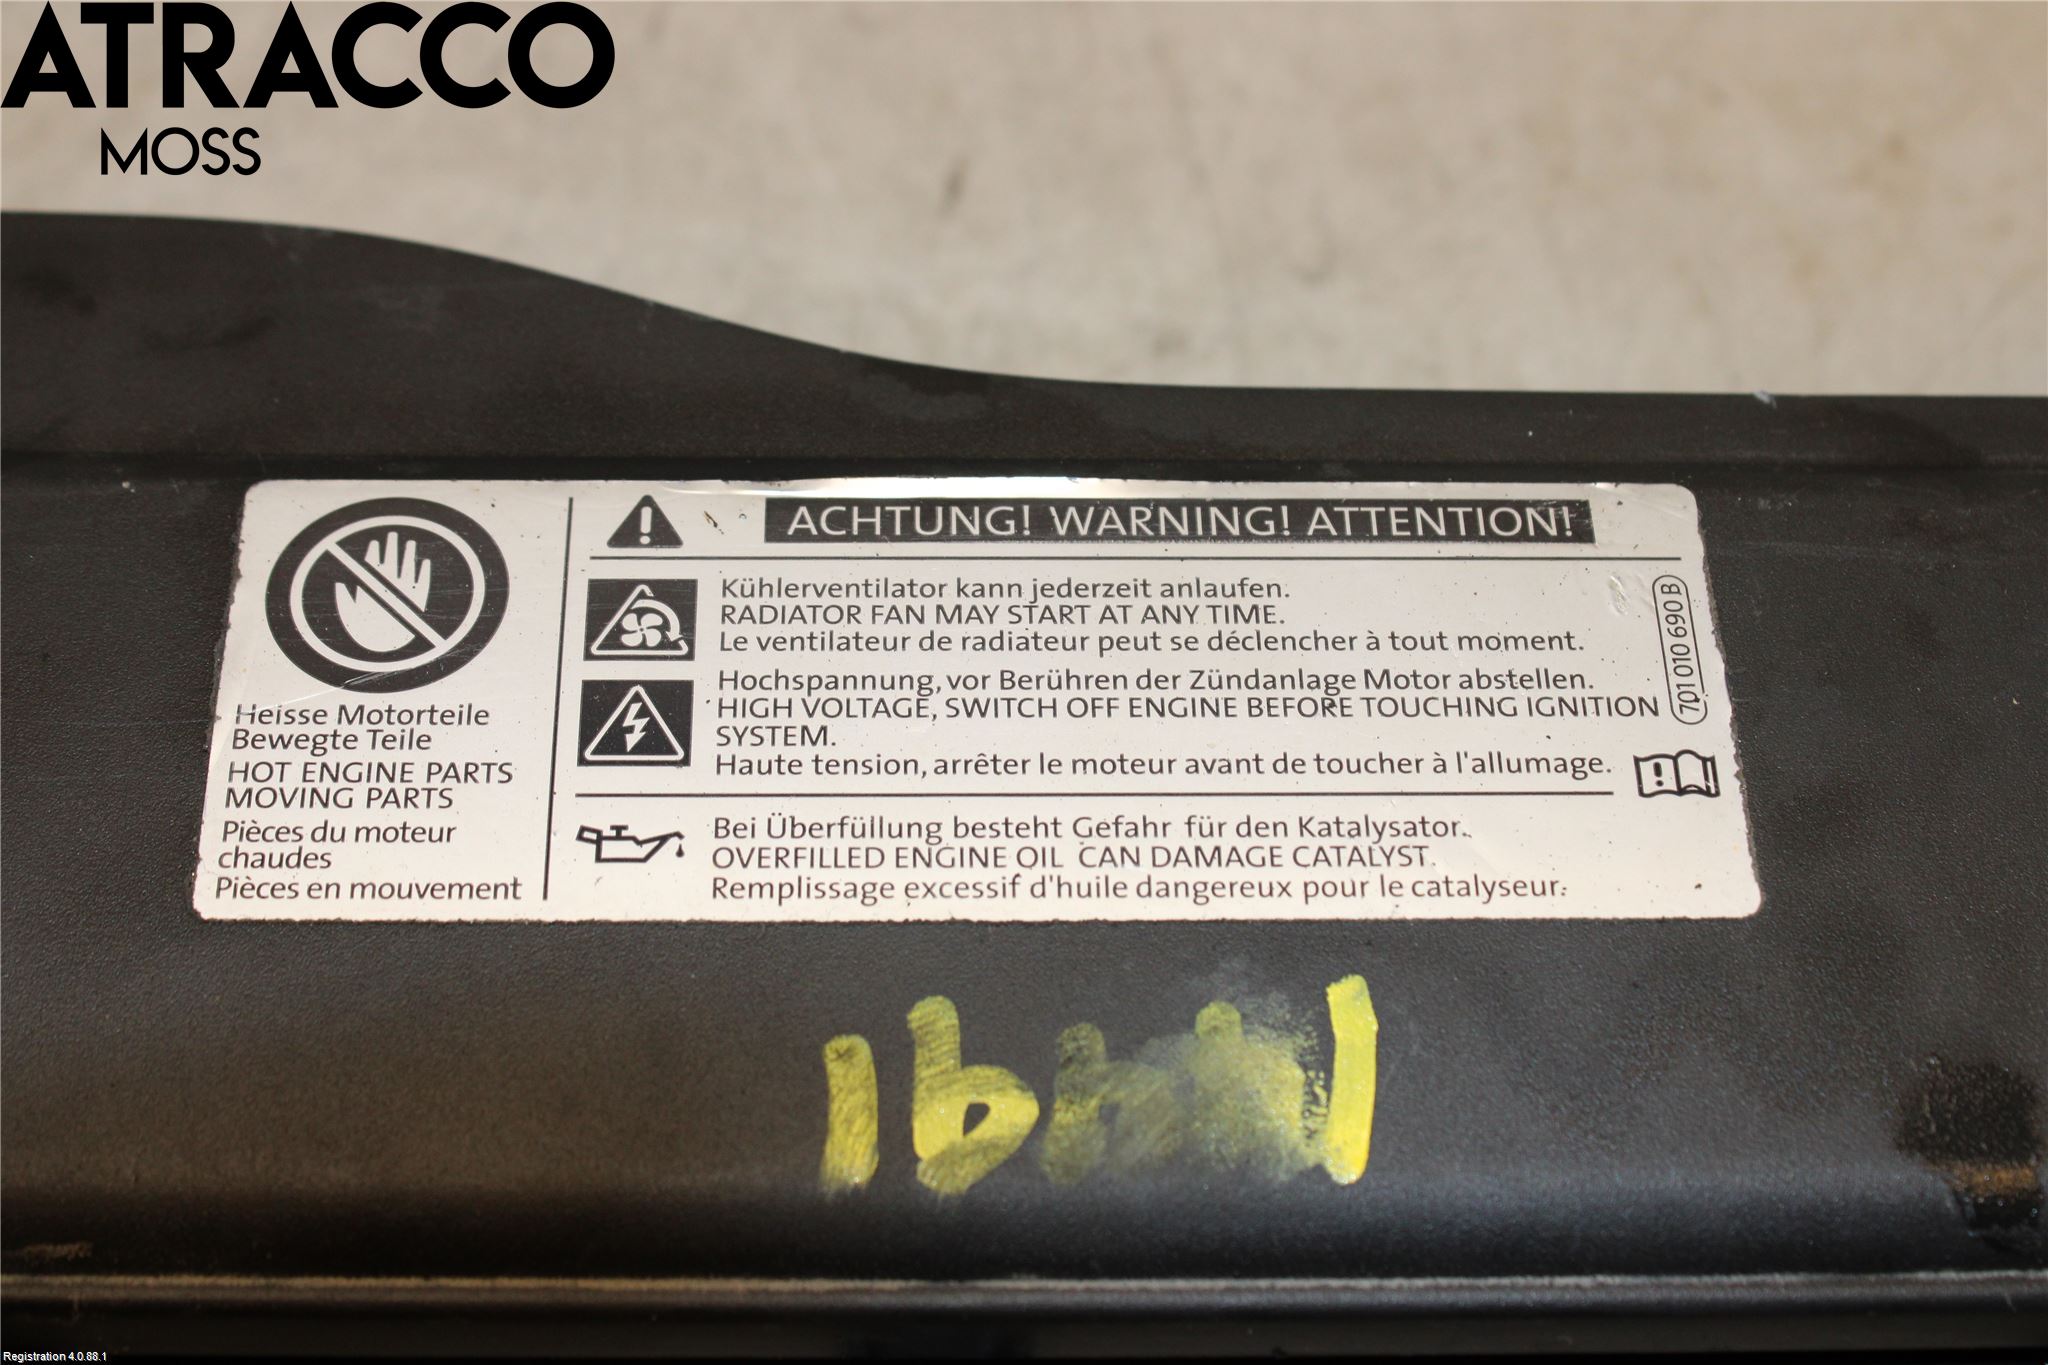 ATRACCO
MOSS
ACHTUNG! WARNING! ATTENTION!
Kühlerventilator kann jederzeit anlaufen.
RADIATOR FAN MAY START AT ANY TIME.
Le ventilateur de radiateur peut se déclencher à tout moment.
Hochspannung, vor Berühren der Zündanlage Motor abstellen.
HIGH VOLTAGE, SWITCH OFF ENGINE BEFORE TOUCHING IGNITION
SYSTEM.
Haute tension, arrêter le moteur avant de toucher à l'allumage.
Bei Überfüllung besteht Gefahr für den Katalysator.
OVERFILLED ENGINE OIL CAN DAMAGE CATALYST.
Remplissage excessif d'huile dangereux pour le catalyseur.
701 010 690 B
Heisse Motorteile
Bewegte Teile
HOT ENGINE PARTS
MOVING PARTS
Pièces du moteur
chaudes
Pièces en mouvement
Registration 4.0.88.1